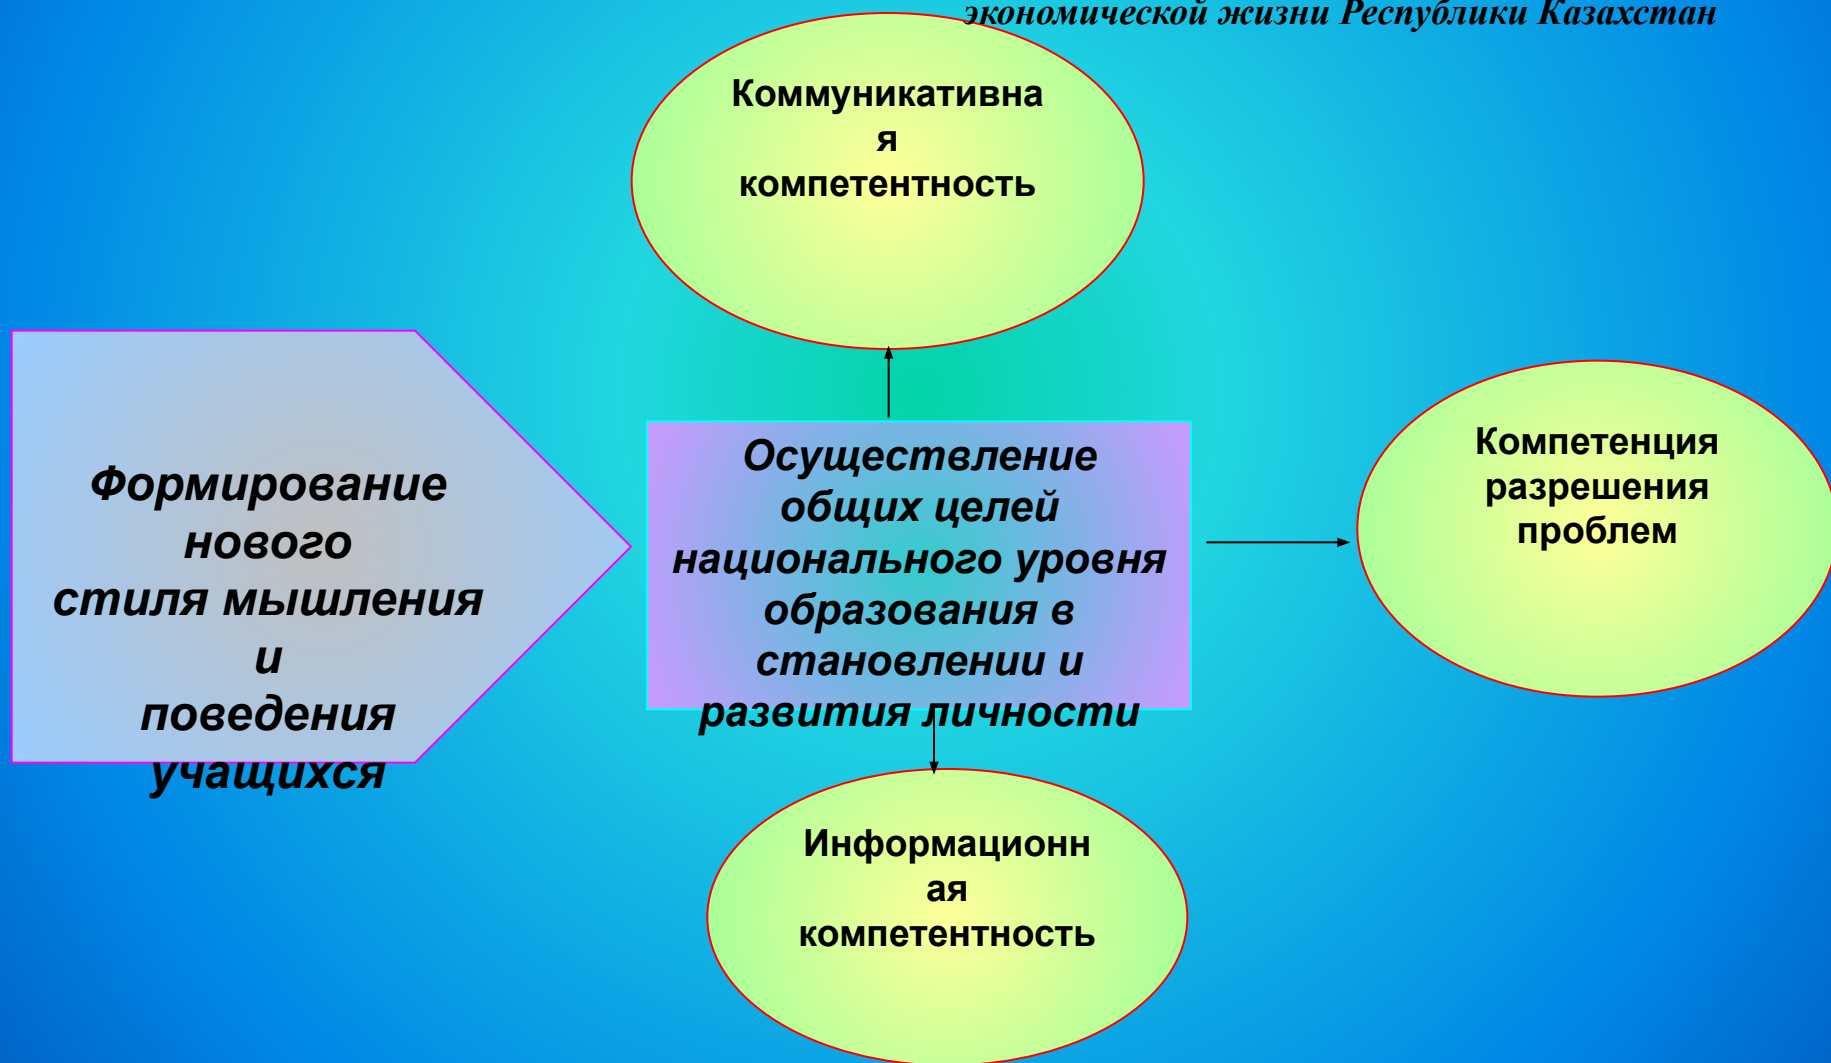 экономической жизни Республики Казахстан
Коммуникативна
я
компетентность
Формирование
нового
стиля мышления
и
поведения
учащихся
Осуществление
общих целей
национального уровня
образования в
становлении и
развития личности
Компетенция
разрешения
проблем
Информационн
ая
компетентность